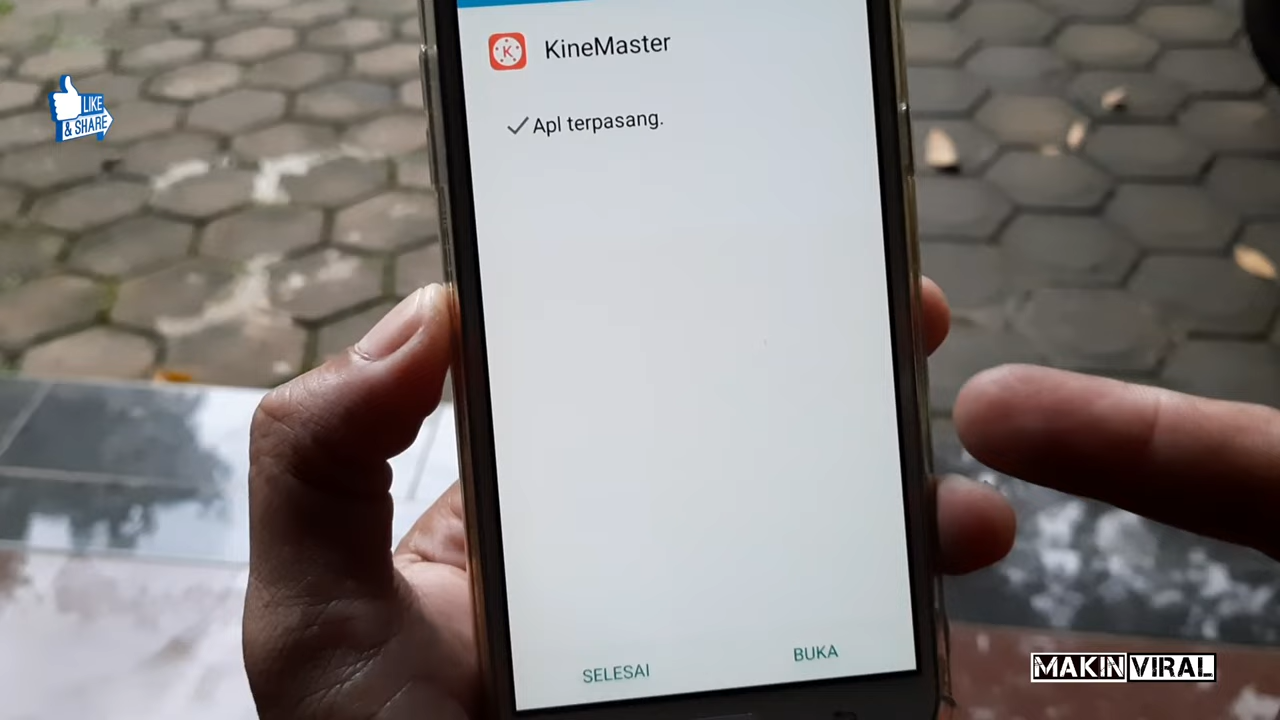 KineMaster
LIKE
& SHARE
Apl terpasang.
SELESAI
BUKA
MAKIN VIRAL